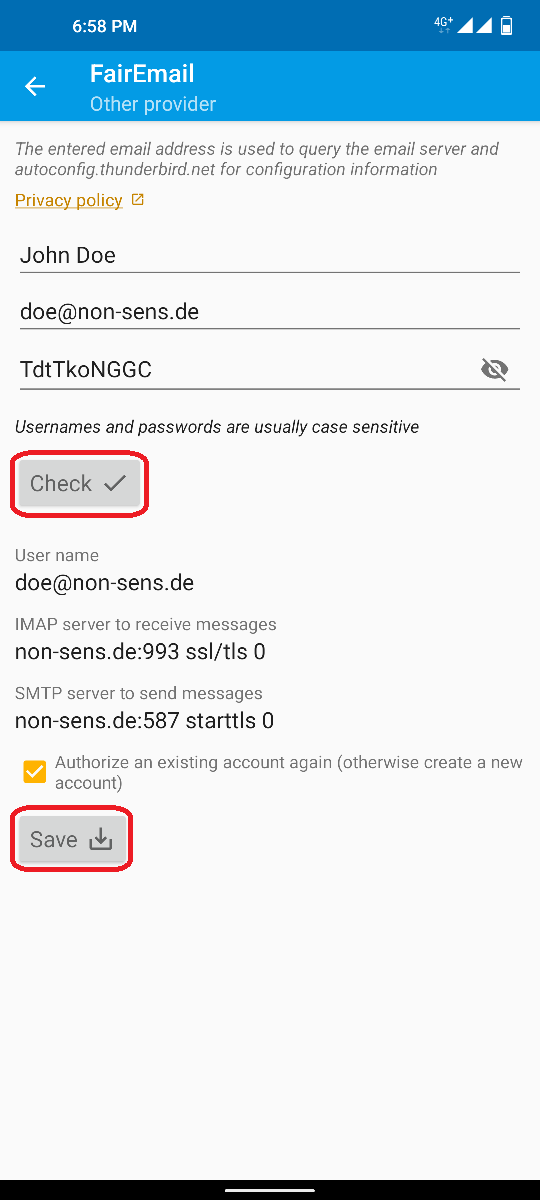 6:58 PM
4G+
FairEmail
Other provider
The entered email address is used to query the email server and
autoconfig.thunderbird.net for configuration information
Privacy policy
John Doe
doe@non-sens.de
TdtTkoNGGC
Usernames and passwords are usually case sensitive
Check
User name
doe@non-sens.de
IMAP server to receive messages
non-sens.de:993 ssl/tls 0
SMTP server to send messages
non-sens.de:587 starttls 0
Authorize an existing account again (otherwise create a new
account)
Save